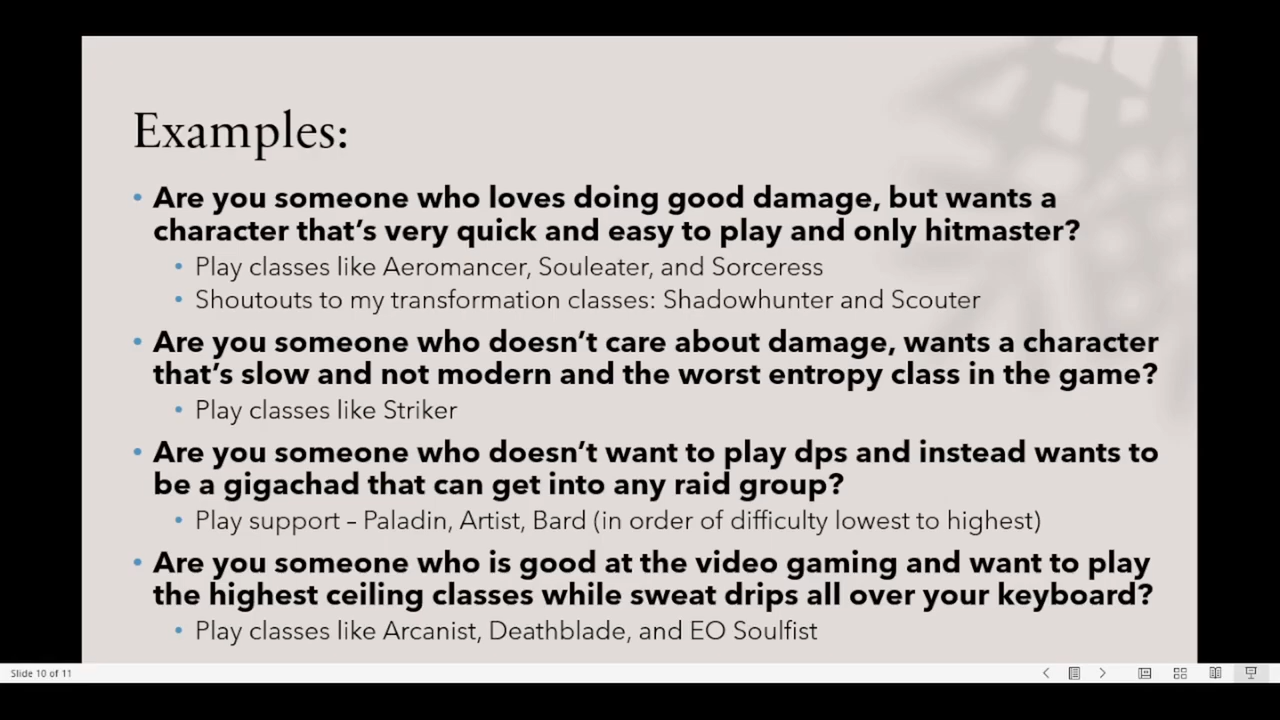 Examples:
• Are you someone who loves doing good damage, but wants a
character that's very quick and easy to play and only hitmaster?
• Play classes like Aeromancer, Souleater, and Sorceress
• Shoutouts to my transformation classes: Shadowhunter and Scouter
• Are you someone who doesn't care about damage, wants a character
that's slow and not modern and the worst entropy class in the game?
• Play classes like Striker
• Are you someone who doesn't want to play dps and instead wants to
be a gigachad that can get into any raid group?
• Play support – Paladin, Artist, Bard (in order of difficulty lowest to highest)
• Are you someone who is good at the video gaming and want to play
the highest ceiling classes while sweat drips all over your keyboard?
• Play classes like Arcanist, Deathblade, and EO Soulfist
Slide 10 of 11